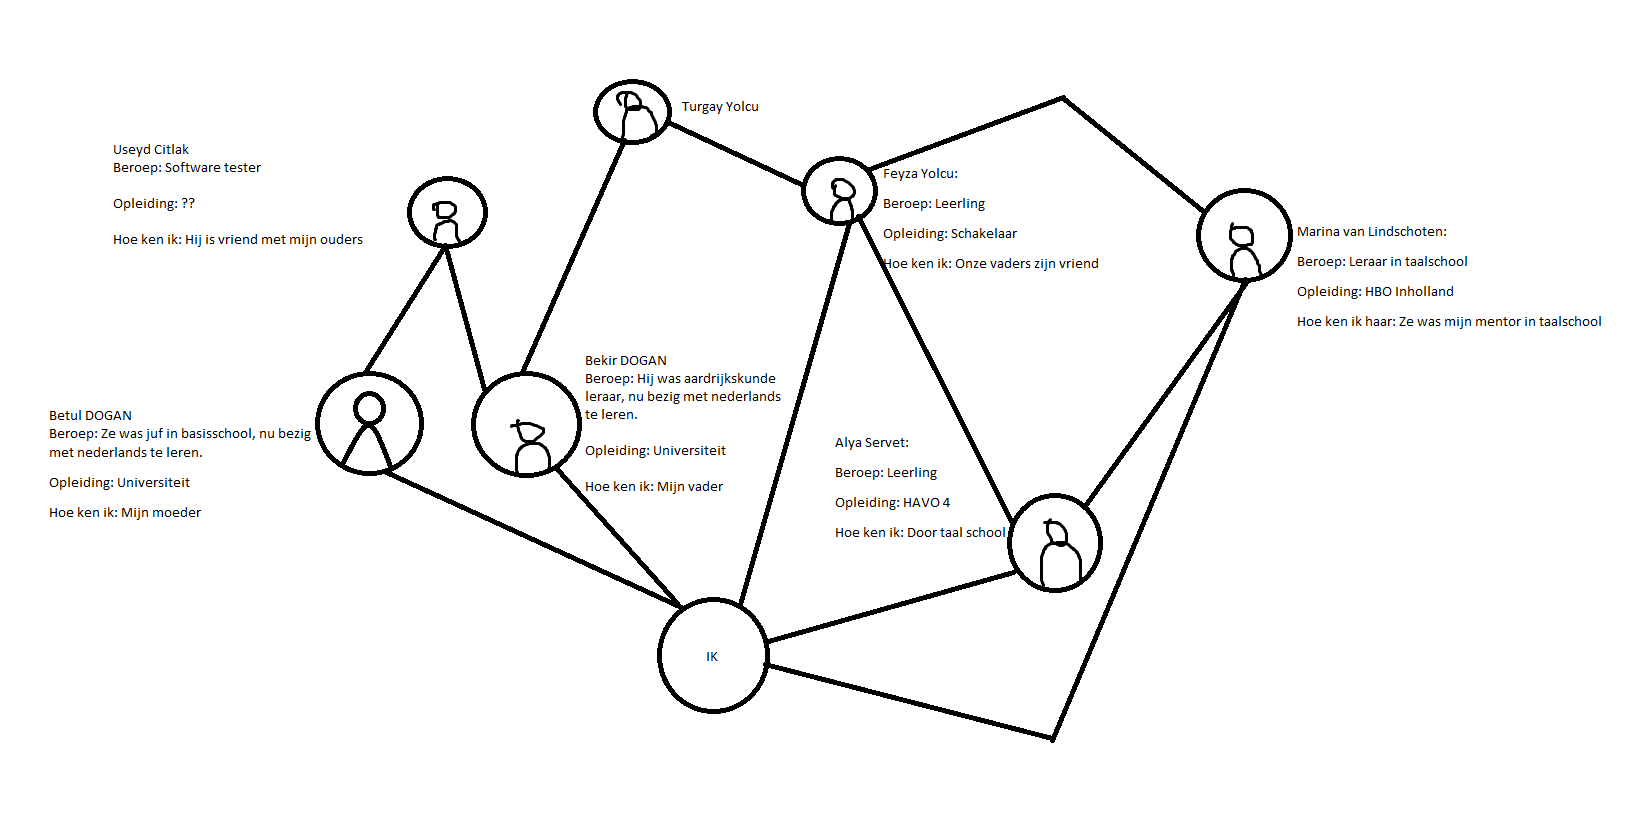 Turgay Yolcu
Useyd Citlak
Beroep: Software tester
Opleiding: ??
Hoe ken ik: Hij is vriend met mijn ouders
Feyza Yolcu:
Beroep: Leerling
Opleiding: Schakelaar
Hoe ken ik: Onze vaders zijn vriend
Marina van Lindschoten:
Beroep: Leraar in taalschool
Opleiding: HBO Inholland
Hoe ken ik haar: Ze was mijn mentor in taalschool
Betul DOGAN
Beroep: Ze was juf in basisschool, nu bezig
met nederlands te leren.
Opleiding: Universiteit
Hoe ken ik: Mijn moeder
Bekir DOGAN
Beroep: Hij was aardrijkskunde
leraar, nu bezig met nederlands
te leren.
Opleiding: Universiteit
Hoe ken ik: Mijn vader
Alya Servet:
Beroep: Leerling
Opleiding: HAVO 4
Hoe ken ik: Door taal school
IK